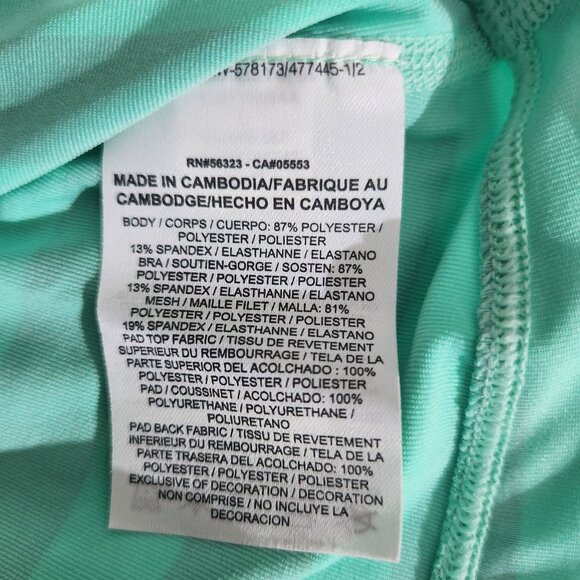 -578173/477445-1/2
RN#56323 - CA#05553
MADE IN CAMBODIA/FABRIQUE AU
CAMBODGE/HECHO EN CAMBOYA
BODY / CORPS / CUERPO: 87% POLYESTER /
POLYESTER / POLIESTER
13% SPANDEX / ELASTHANNE / ELASTANO
BRA / SOUTIEN-GORGE / SOSTEN: 87%
POLYESTER / POLYESTER / POLIESTER
13% SPANDEX / ELASTHANNE / ELASTANO
MESH / MAILLE FILET / MALLA: 81%
POLYESTER / POLYESTER / POLIESTER
19% SPANDEX / ELASTHANNE / ELASTANO
PAD TOP FABRIC / TISSU DE REVETEMENT
SUPERIEUR DU REMBOURRAGE / TELA DE LA
PARTE SUPERIOR DEL ACOLCHADO : 100%
POLYESTER / POLYESTER / POLIESTER
PAD / COUSSINET / ACOLCHADO: 100%
POLYURETHANE / POLYURETHANE /
POLIURETANO
PAD BACK FABRIC / TISSU DE REVETEMENT
INFERIEUR DU REMBOURRAGE / TELA DE LA
PARTE TRASERA DEL ACOLCHADO: 100%
POLYESTER / POLYESTER / POLIESTER
EXCLUSIVE OF DECORATION / DECORATION
NON COMPRISE / NO INCLUYE LA
DECORACION